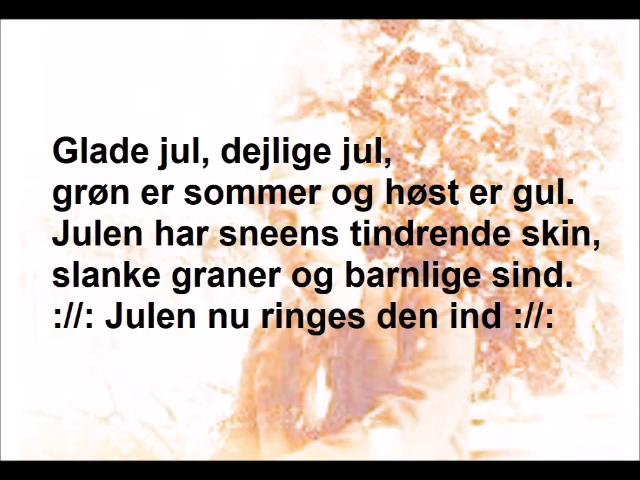 Glade jul, dejlige jul,
grøn er sommer og høst er gul.
Julen har sneens tindrende skin,
slanke graner og barnlige sind.
://: Julen nu ringes den ind ://: